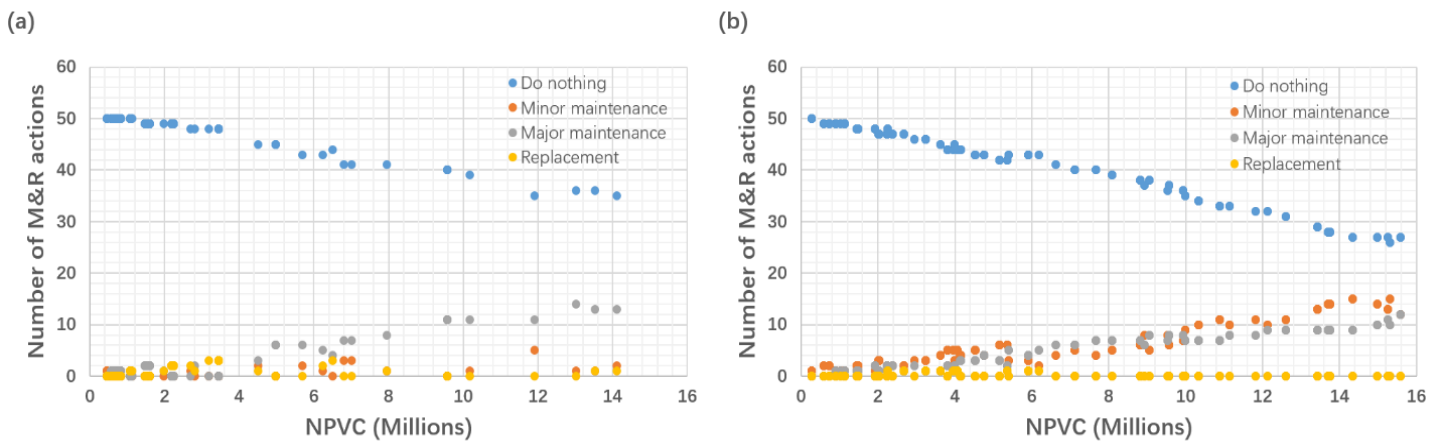 (a)
60
50
40
30
20
10
0
Number of M&R actions
Do nothing
Minor maintenance
Major maintenance
Replacement
0 2 4 6 8 10 12 14 16
NPVC (Millions)
(b)
60
50
40
30
20
10
0
Number of M&R actions
Do nothing
Minor maintenance
Major maintenance
Replacement
0 2 4 6 8 10 12 14 16
NPVC (Millions)